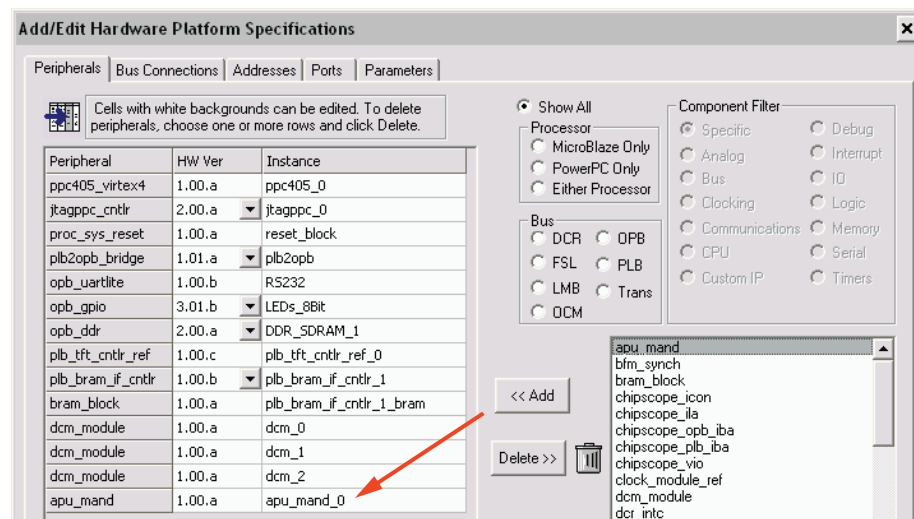 Add/Edit Hardware Platform Specifications
Peripherals Bus Connections Addresses Ports Parameters
Cells with white backgrounds can be edited. To delete
peripherals, choose one or more rows and click Delete.
Peripheral HW Ver Instance
ppc405_virtex4 1.00.a ppc405_0
jtagppc_cntlr 2.00.a jtagppc_0
proc_sys_reset 1.00.a reset_block
plb2opb_bridge 1.01.a plb2opb
opb_uartlite 1.00.b RS232
opb_gpio 3.01.b LEDs_8Bit
opb_ddr 2.00.a DDR_SDRAM_1
plb_tft_cntlr_ref 1.00.c plb_tft_cntlr_ref_0
plb_bram_if_cntlr 1.00.b plb_bram_if_cntlr_1
bram_block 1.00.a plb_bram_if_cntlr_1_bram
dcm_module 1.00.a dcm_0
dcm_module 1.00.a dcm_1
dcm_module 1.00.a dcm_2
apu_mand 1.00.a apu_mand_0
Show All
Processor
MicroBlaze Only
PowerPC Only
Either Processor
Bus
DCR OPB
FSL PLB
LMB Trans
OCM
Component Filter
Specific Debug
Analog Interrupt
Bus IO
Clocking Logic
Communications Memory
CPU Serial
Custom IP Timers
<< Add
Delete >>
apu_mand
bfm_synch
bram_block
chipscope_icon
chipscope_ila
chipscope_opb_iba
chipscope_plb_iba
chipscope_vio
clock_module_ref
dcm_module
dcr_intc